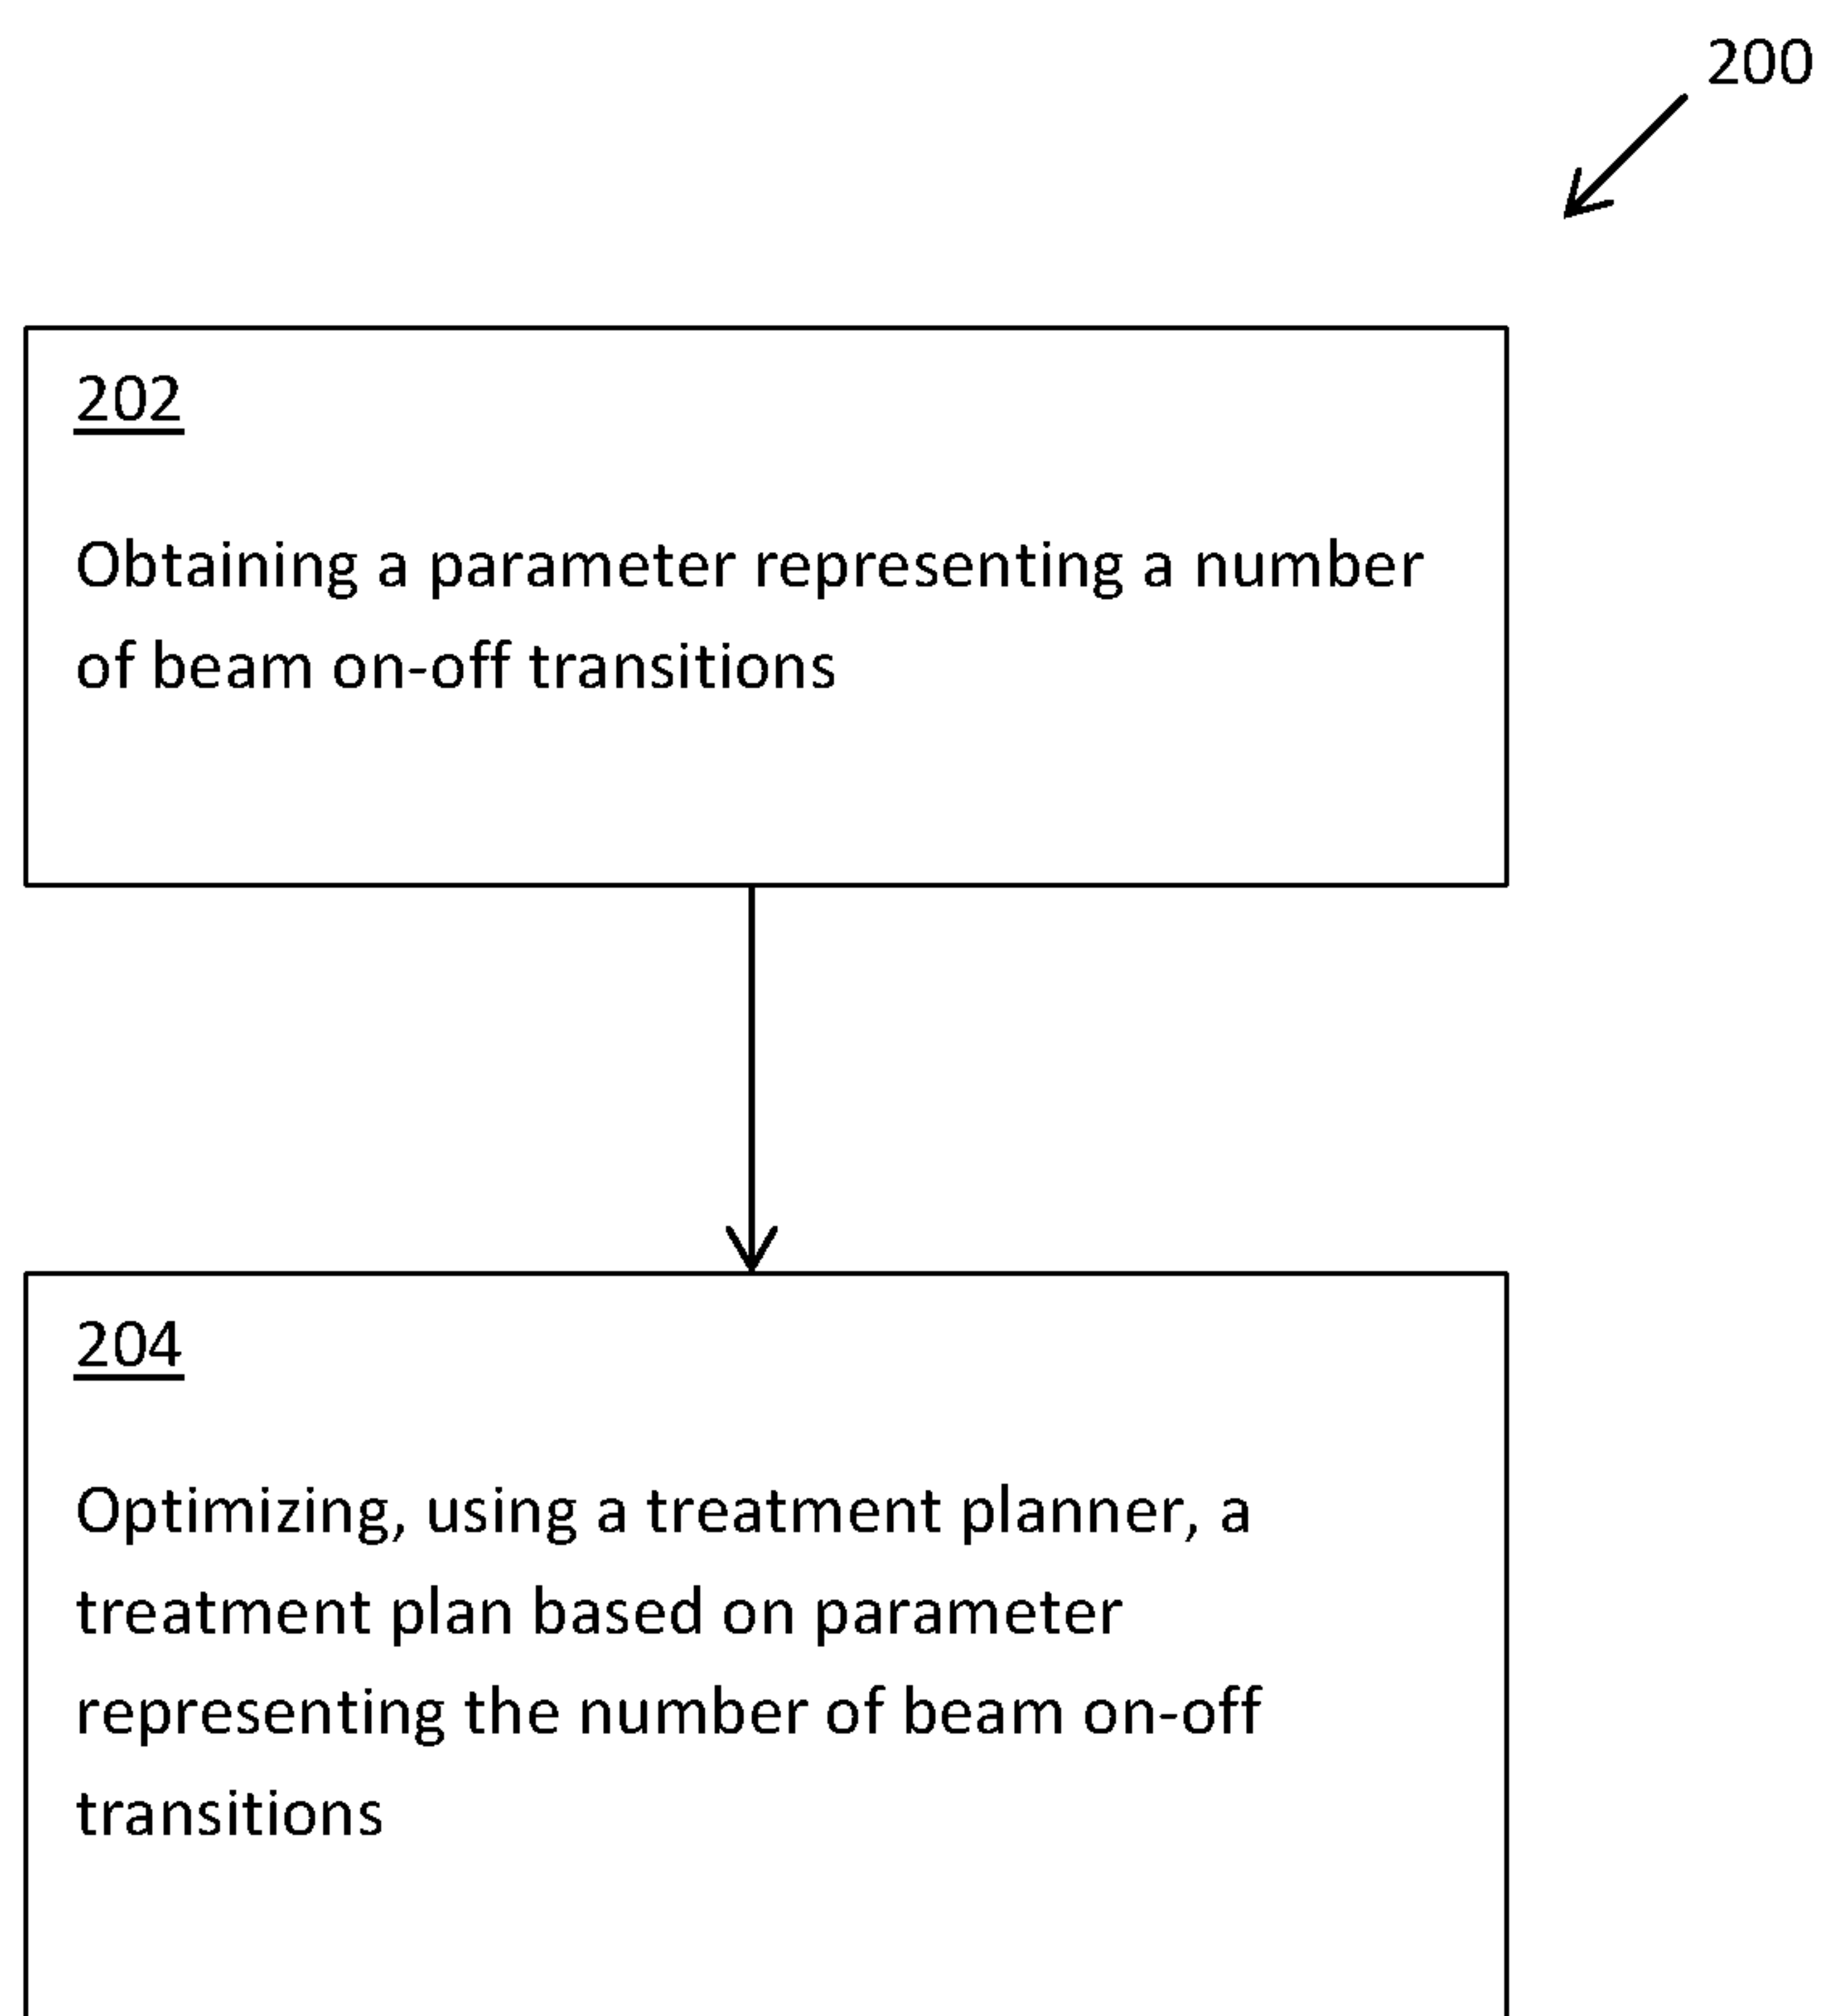 200
202
Obtaining a parameter representing a number
of beam on-off transitions
204
Optimizing, using a treatment planner, a
treatment plan based on parameter
representing the number of beam on-off
transitions